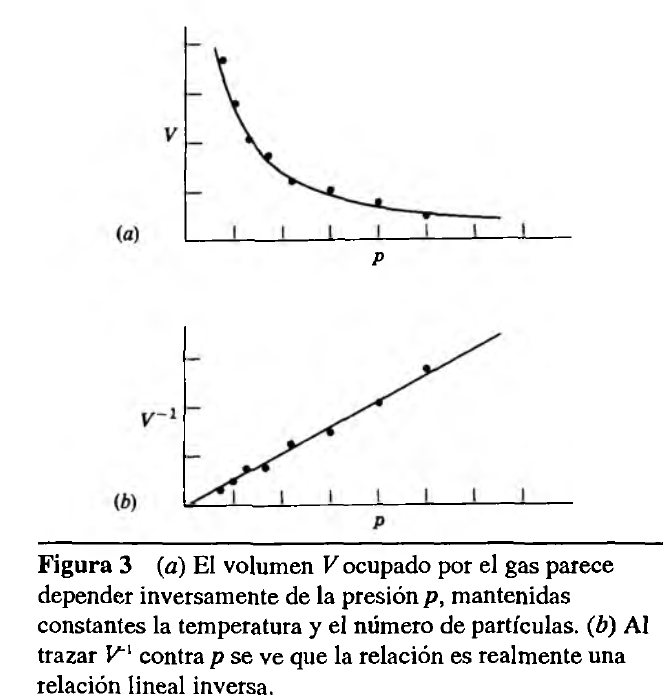 V
(a)
p
V⁻¹
(b)
p
Figura 3 (a) El volumen V ocupado por el gas parece
depender inversamente de la presión p, mantenidas
constantes la temperatura y el número de partículas. (b) Al
trazar V⁻¹ contra p se ve que la relación es realmente una
relación lineal inversa.